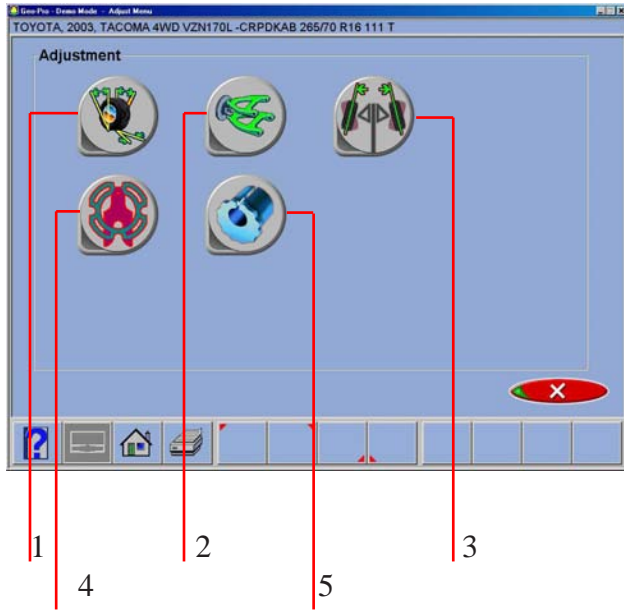 Geo-Pro - Demo Mode - Adjust Menu
TOYOTA, 2003, TACOMA 4WD VZN170L -CRPDKAB 265/70 R16 111 T
Adjustment
?
1 2 3
4 5